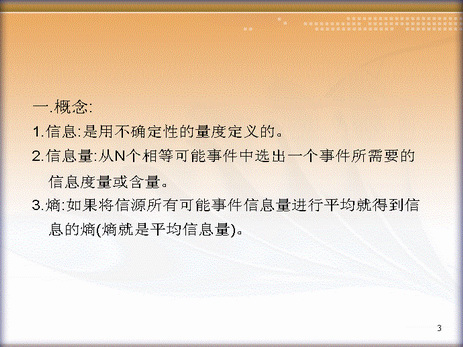 一.概念:
1.信息:是用不确定性的量度定义的。
2.信息量:从N个相等可能事件中选出一个事件所需要的
信息度量或含量。
3.熵:如果将信源所有可能事件信息量进行平均就得到信
息的熵(熵就是平均信息量)。
3